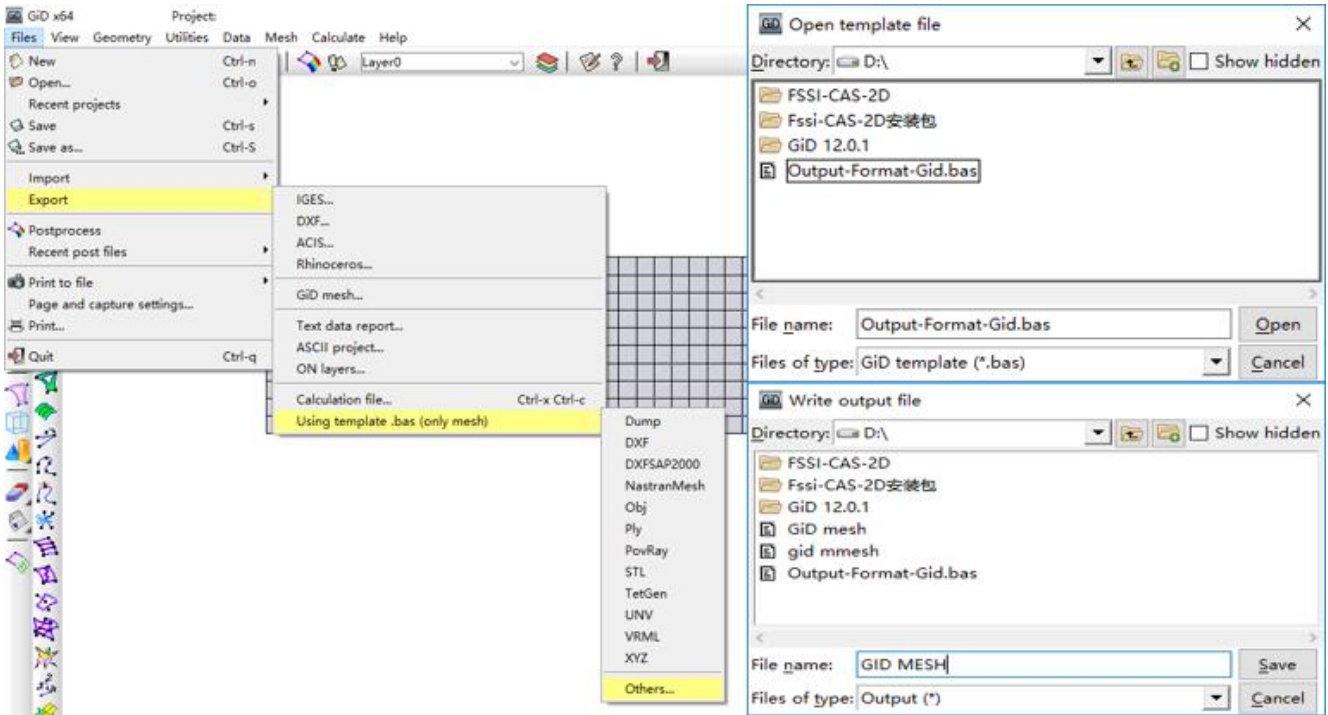 GiD x64 Project:
Files View Geometry Utilities Data Mesh Calculate Help
New Ctrl-n
Layer0
Open... Ctrl-o
Recent projects
Save Ctrl-s
Save as... Ctrl-S
Import
Export
Postprocess
Recent post files
Print to file
Page and capture settings...
Print...
Quit Ctrl-q
IGES...
DXF...
ACIS...
Rhinoceros...
GiD mesh...
Text data report...
ASCII project...
ON layers...
Calculation file... Ctrl-x Ctrl-c
Using template .bas (only mesh)
Dump
DXF
DXFSAP2000
NastranMesh
Obj
Ply
PovRay
STL
TetGen
UNV
VRML
XYZ
Others...
GiD Open template file
Directory: D:\ Show hidden
FSSI-CAS-2D
Fssi-CAS-2D安装包
GiD 12.0.1
Output-Format-Gid.bas
File name: Output-Format-Gid.bas Open
Files of type: GiD template (*.bas) Cancel
GiD Write output file
Directory: D:\ Show hidden
FSSI-CAS-2D
Fssi-CAS-2D安装包
GiD 12.0.1
GiD mesh
gid mmesh
Output-Format-Gid.bas
File name: GID MESH Save
Files of type: Output (*) Cancel